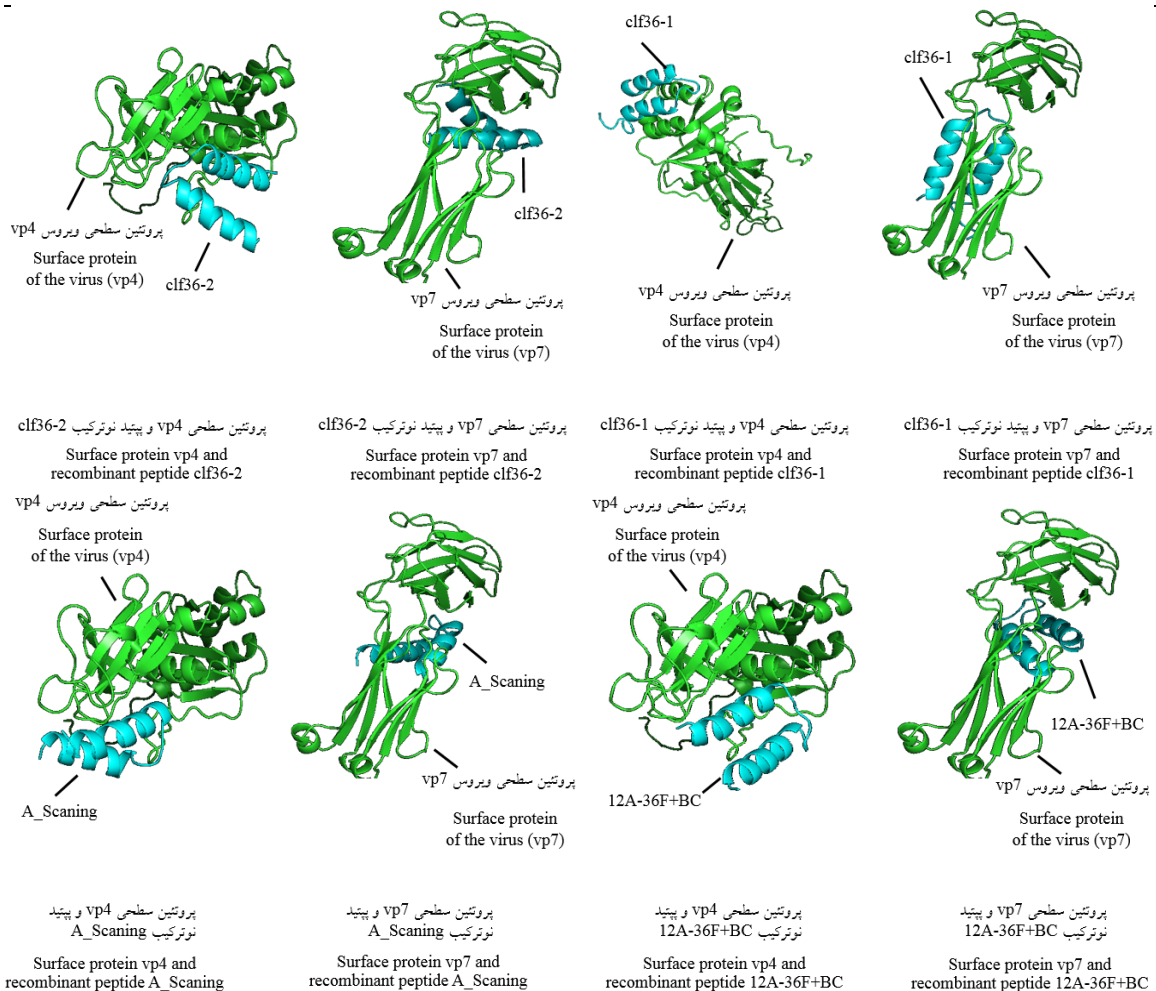 clf36-1
clf36-1
clf36-2
پروتئین سطحی ویروس vp4
Surface protein
of the virus (vp4)
clf36-2
پروتئین سطحی ویروس vp7
Surface protein
of the virus (vp7)
پروتئین سطحی ویروس vp4
Surface protein
of the virus (vp4)
پروتئین سطحی ویروس vp7
Surface protein
of the virus (vp7)
پروتئین سطحی vp4 و پپتید نوترکیب clf36-2
Surface protein vp4 and
recombinant peptide clf36-2
پروتئین سطحی vp7 و پپتید نوترکیب clf36-2
Surface protein vp7 and
recombinant peptide clf36-2
پروتئین سطحی vp4 و پپتید نوترکیب clf36-1
Surface protein vp4 and
recombinant peptide clf36-1
پروتئین سطحی vp7 و پپتید نوترکیب clf36-1
Surface protein vp7 and
recombinant peptide clf36-1
پروتئین سطحی ویروس vp4
Surface protein
of the virus (vp4)
A_Scaning
A_Scaning
پروتئین سطحی ویروس vp7
Surface protein
of the virus (vp7)
پروتئین سطحی ویروس vp4
Surface protein
of the virus (vp4)
12A-36F+BC
12A-36F+BC
پروتئین سطحی ویروس vp7
Surface protein
of the virus (vp7)
پروتئین سطحی vp4 و پپتید
نوترکیب A_Scaning
Surface protein vp4 and
recombinant peptide A_Scaning
پروتئین سطحی vp7 و پپتید
نوترکیب A_Scaning
Surface protein vp7 and
recombinant peptide A_Scaning
پروتئین سطحی vp4 و پپتید
نوترکیب 12A-36F+BC
Surface protein vp4 and
recombinant peptide 12A-36F+BC
پروتئین سطحی vp7 و پپتید
نوترکیب 12A-36F+BC
Surface protein vp7 and
recombinant peptide 12A-36F+BC